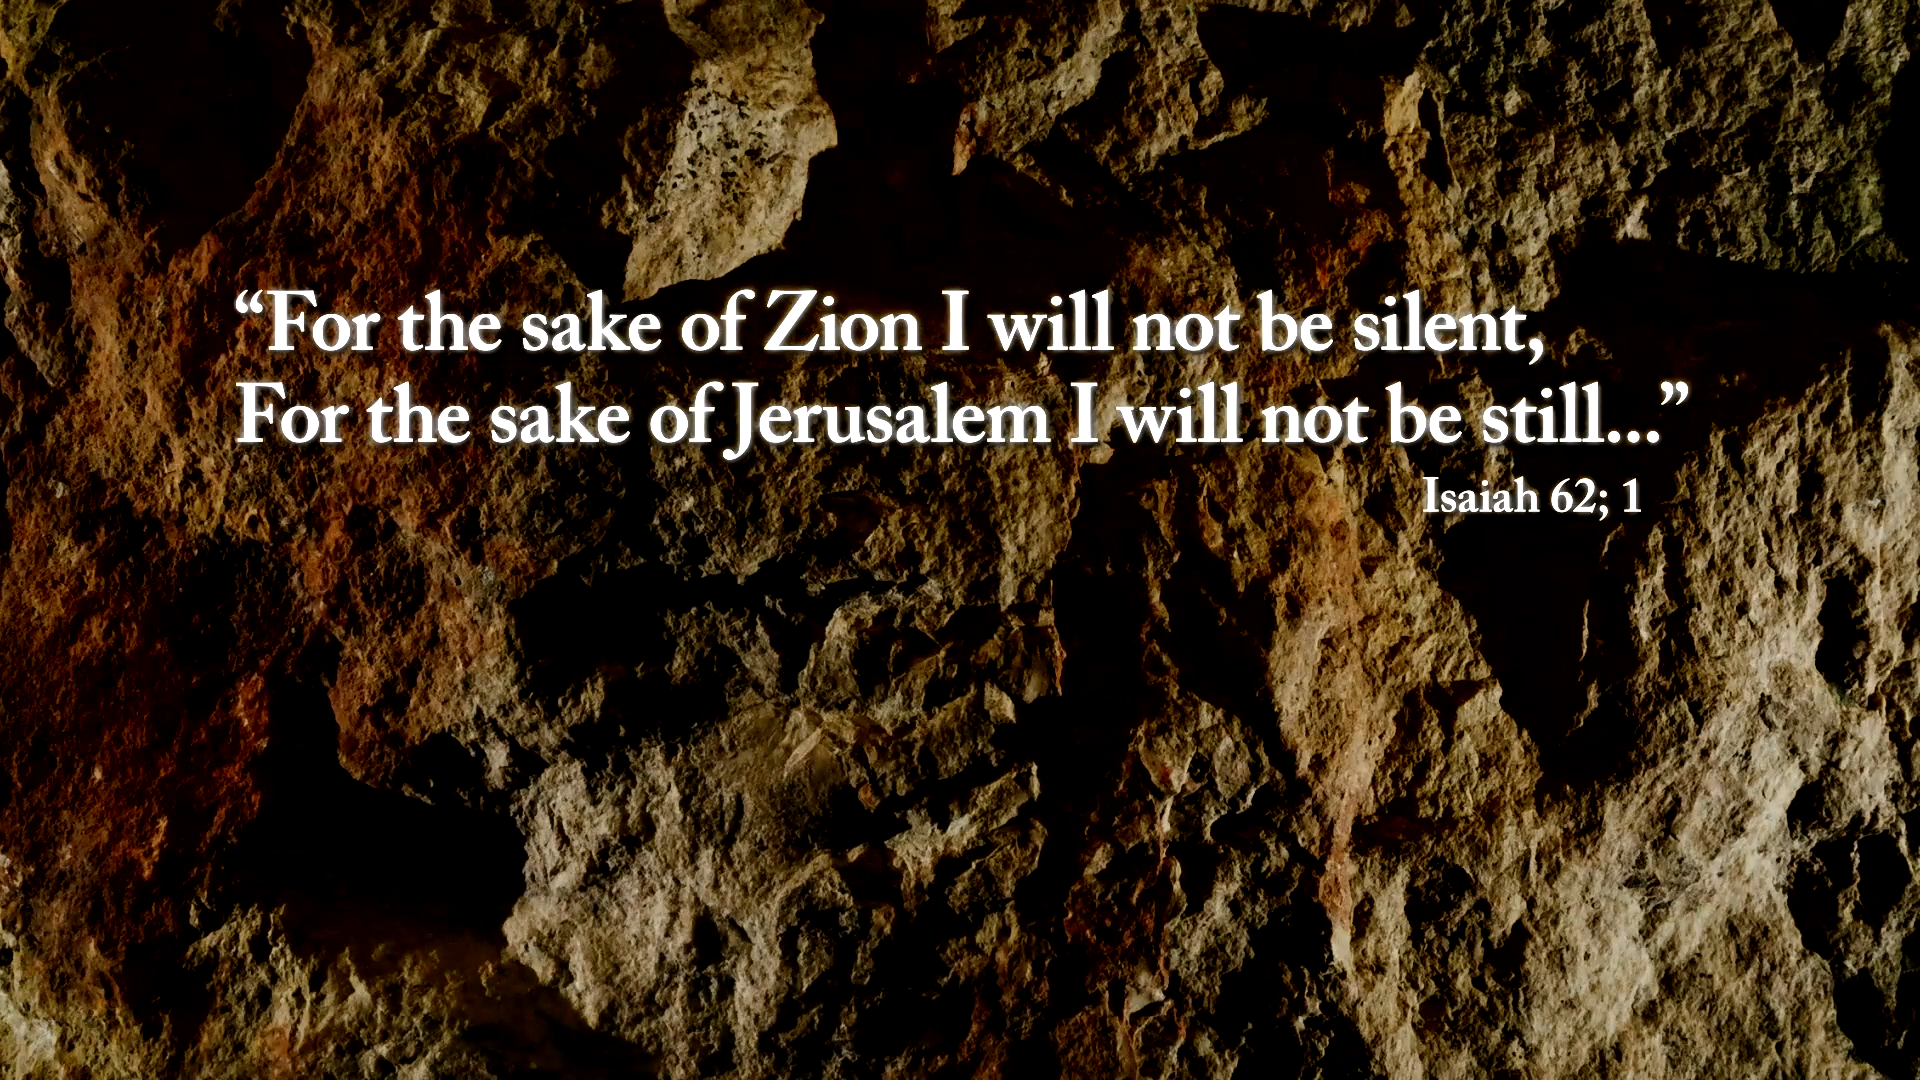 “For the sake of Zion I will not be silent,
For the sake of Jerusalem I will not be still...”
Isaiah 62; 1